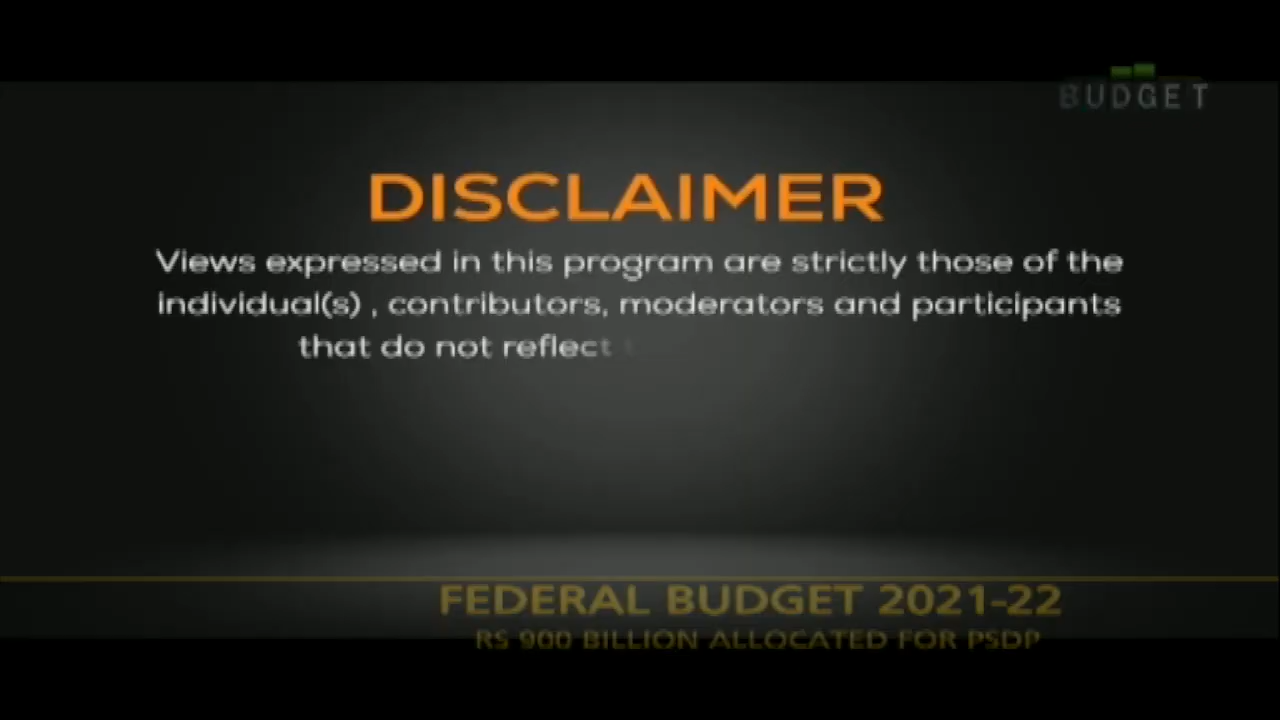 BUDGET
DISCLAIMER
Views expressed in this program are strictly those of the
individual(s) , contributors, moderators and participants
that do not reflect
FEDERAL BUDGET 2021-22
RS 900 BILLION ALLOCATED FOR PSDP